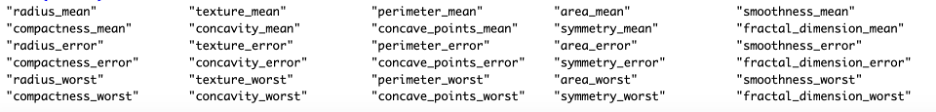 "radius_mean" "texture_mean" "perimeter_mean" "area_mean" "smoothness_mean"
"compactness_mean" "concavity_mean" "concave_points_mean" "symmetry_mean" "fractal_dimension_mean"
"radius_error" "texture_error" "perimeter_error" "area_error" "smoothness_error"
"compactness_error" "concavity_error" "concave_points_error" "symmetry_error" "fractal_dimension_error"
"radius_worst" "texture_worst" "perimeter_worst" "area_worst" "smoothness_worst"
"compactness_worst" "concavity_worst" "concave_points_worst" "symmetry_worst" "fractal_dimension_worst"